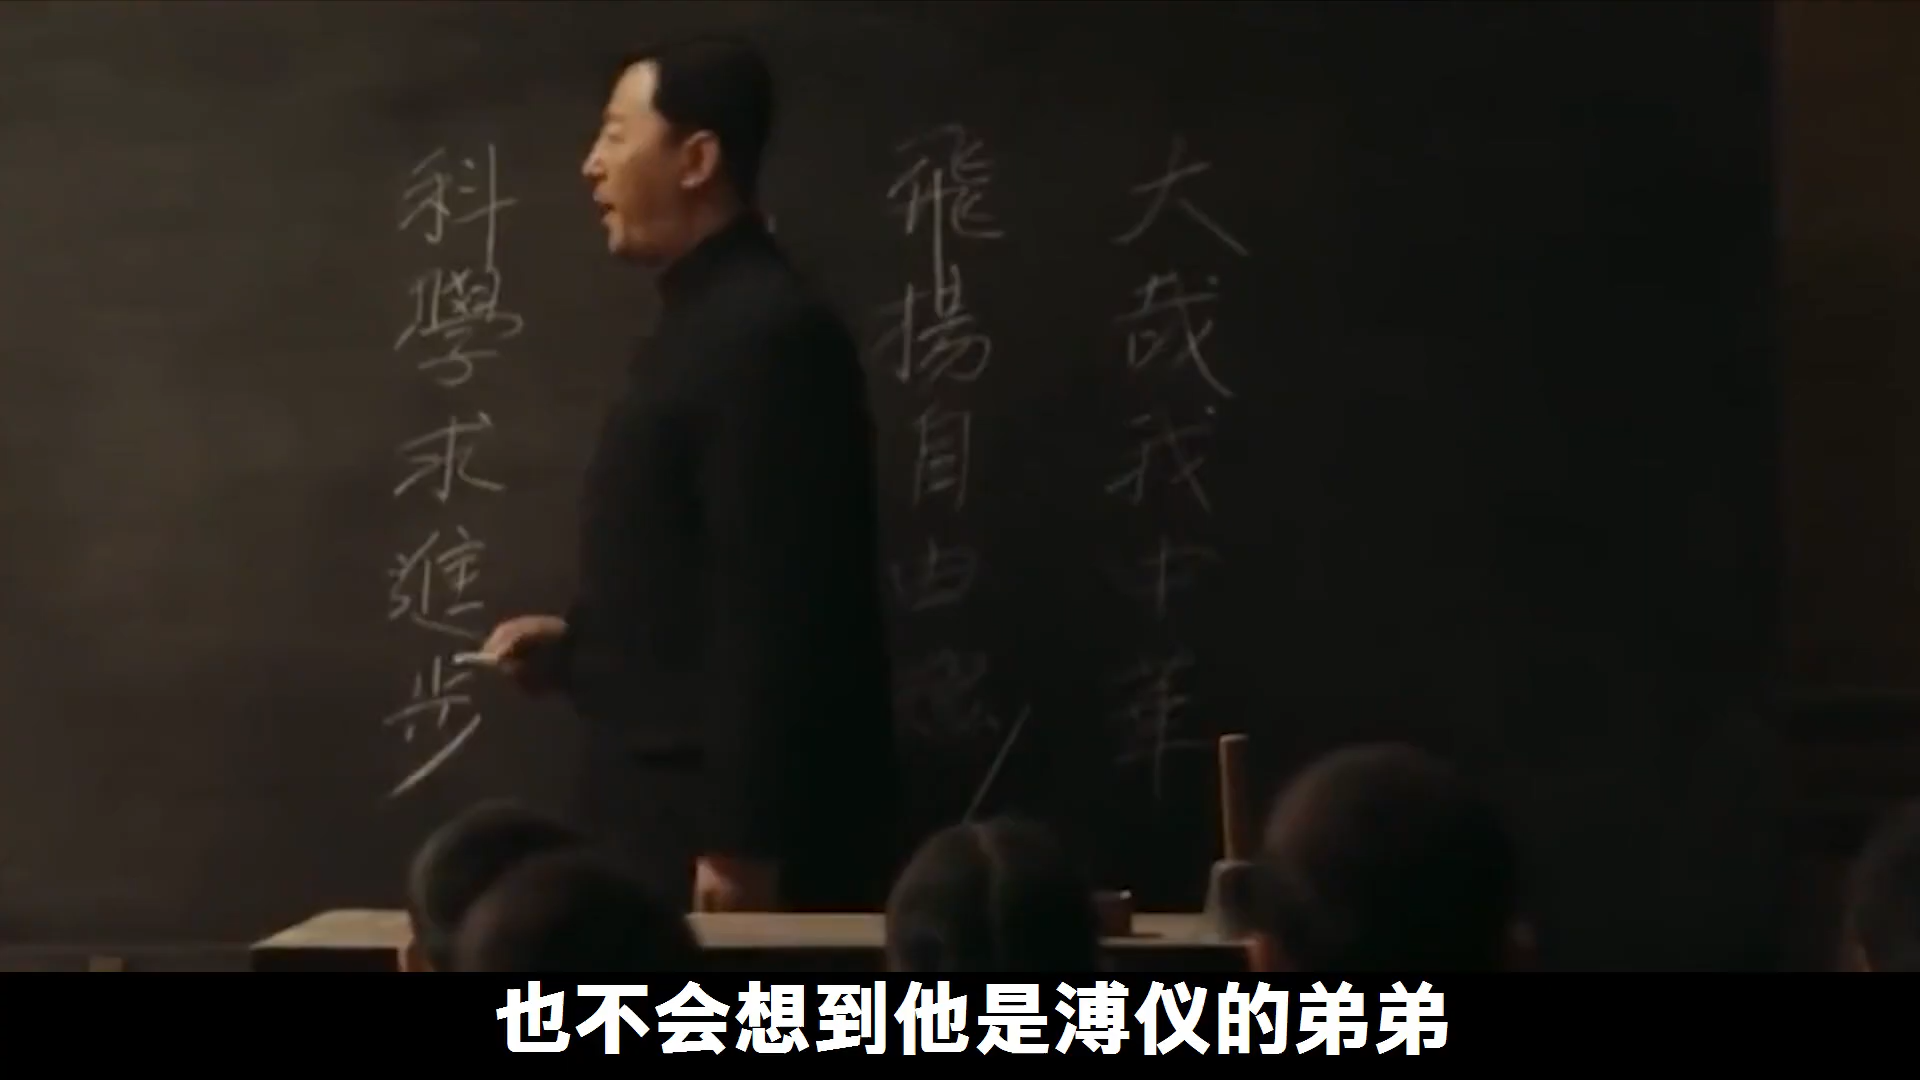 大哉我中華
飛揚自由
科學求進步
也不会想到他是溥仪的弟弟